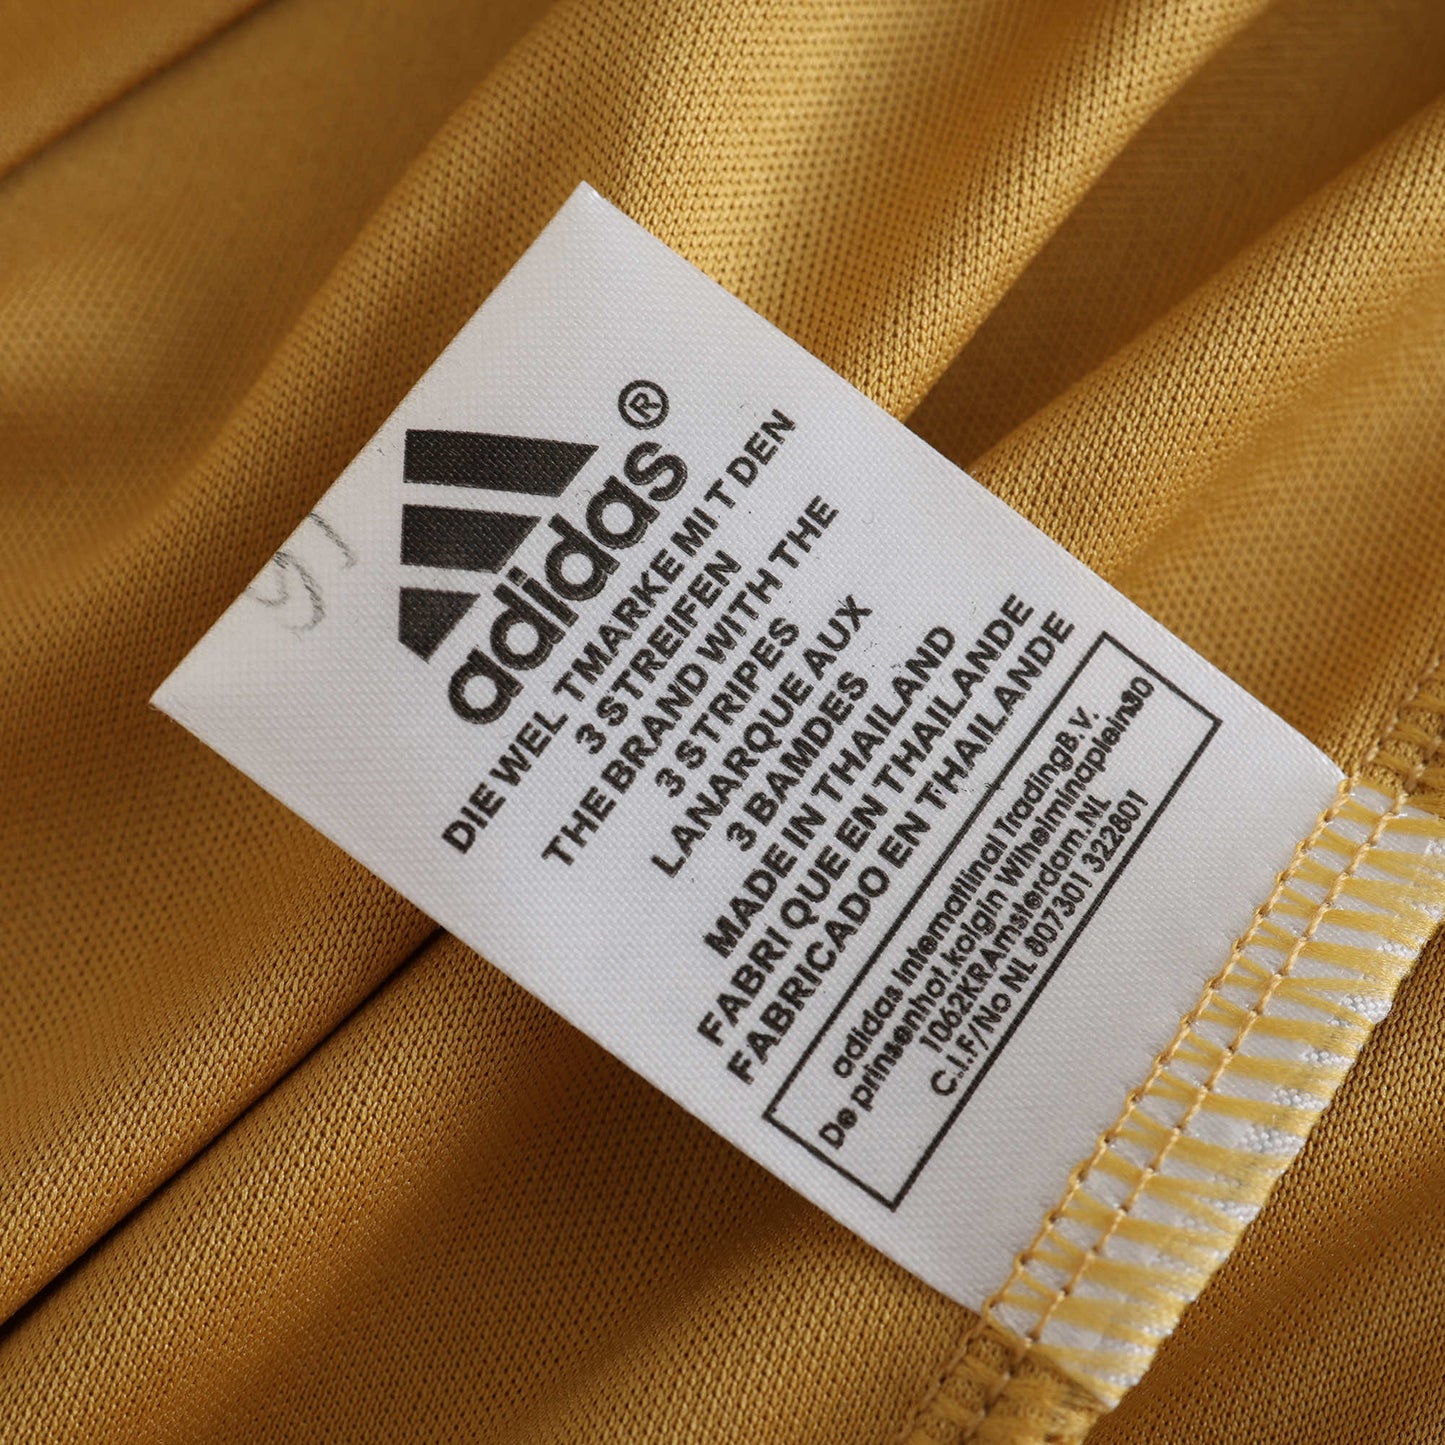 adidas®
DIE WEL TMARKE MI T DEN
3 STREIFEN
THE BRAND WITH THE
3 STRIPES
LANARQUE AUX
3 BAMDES
MADE IN THAILAND
FABRI QUE EN THAILANDE
FABRICADO EN THAILANDE
adidas Internatlinal TradingB.V.
De prinsenhof.kolgin Wlhelminaplein30
1062KRAmsterdam.NL
C.I.F/No NL 807301 322801